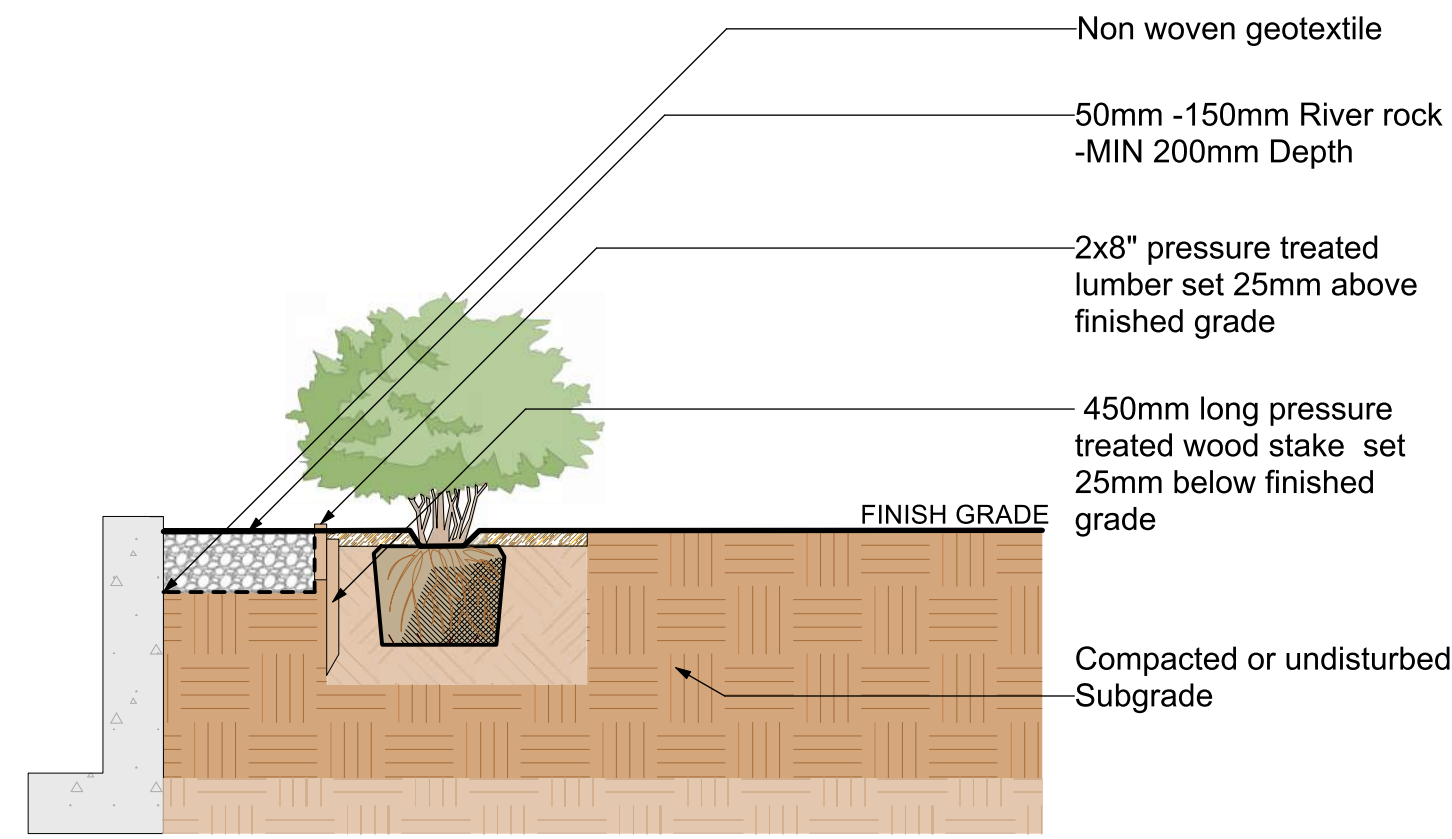 Non woven geotextile
50mm -150mm River rock
-MIN 200mm Depth
2x8" pressure treated
lumber set 25mm above
finished grade
450mm long pressure
treated wood stake set
25mm below finished
grade
FINISH GRADE
Compacted or undisturbed
Subgrade